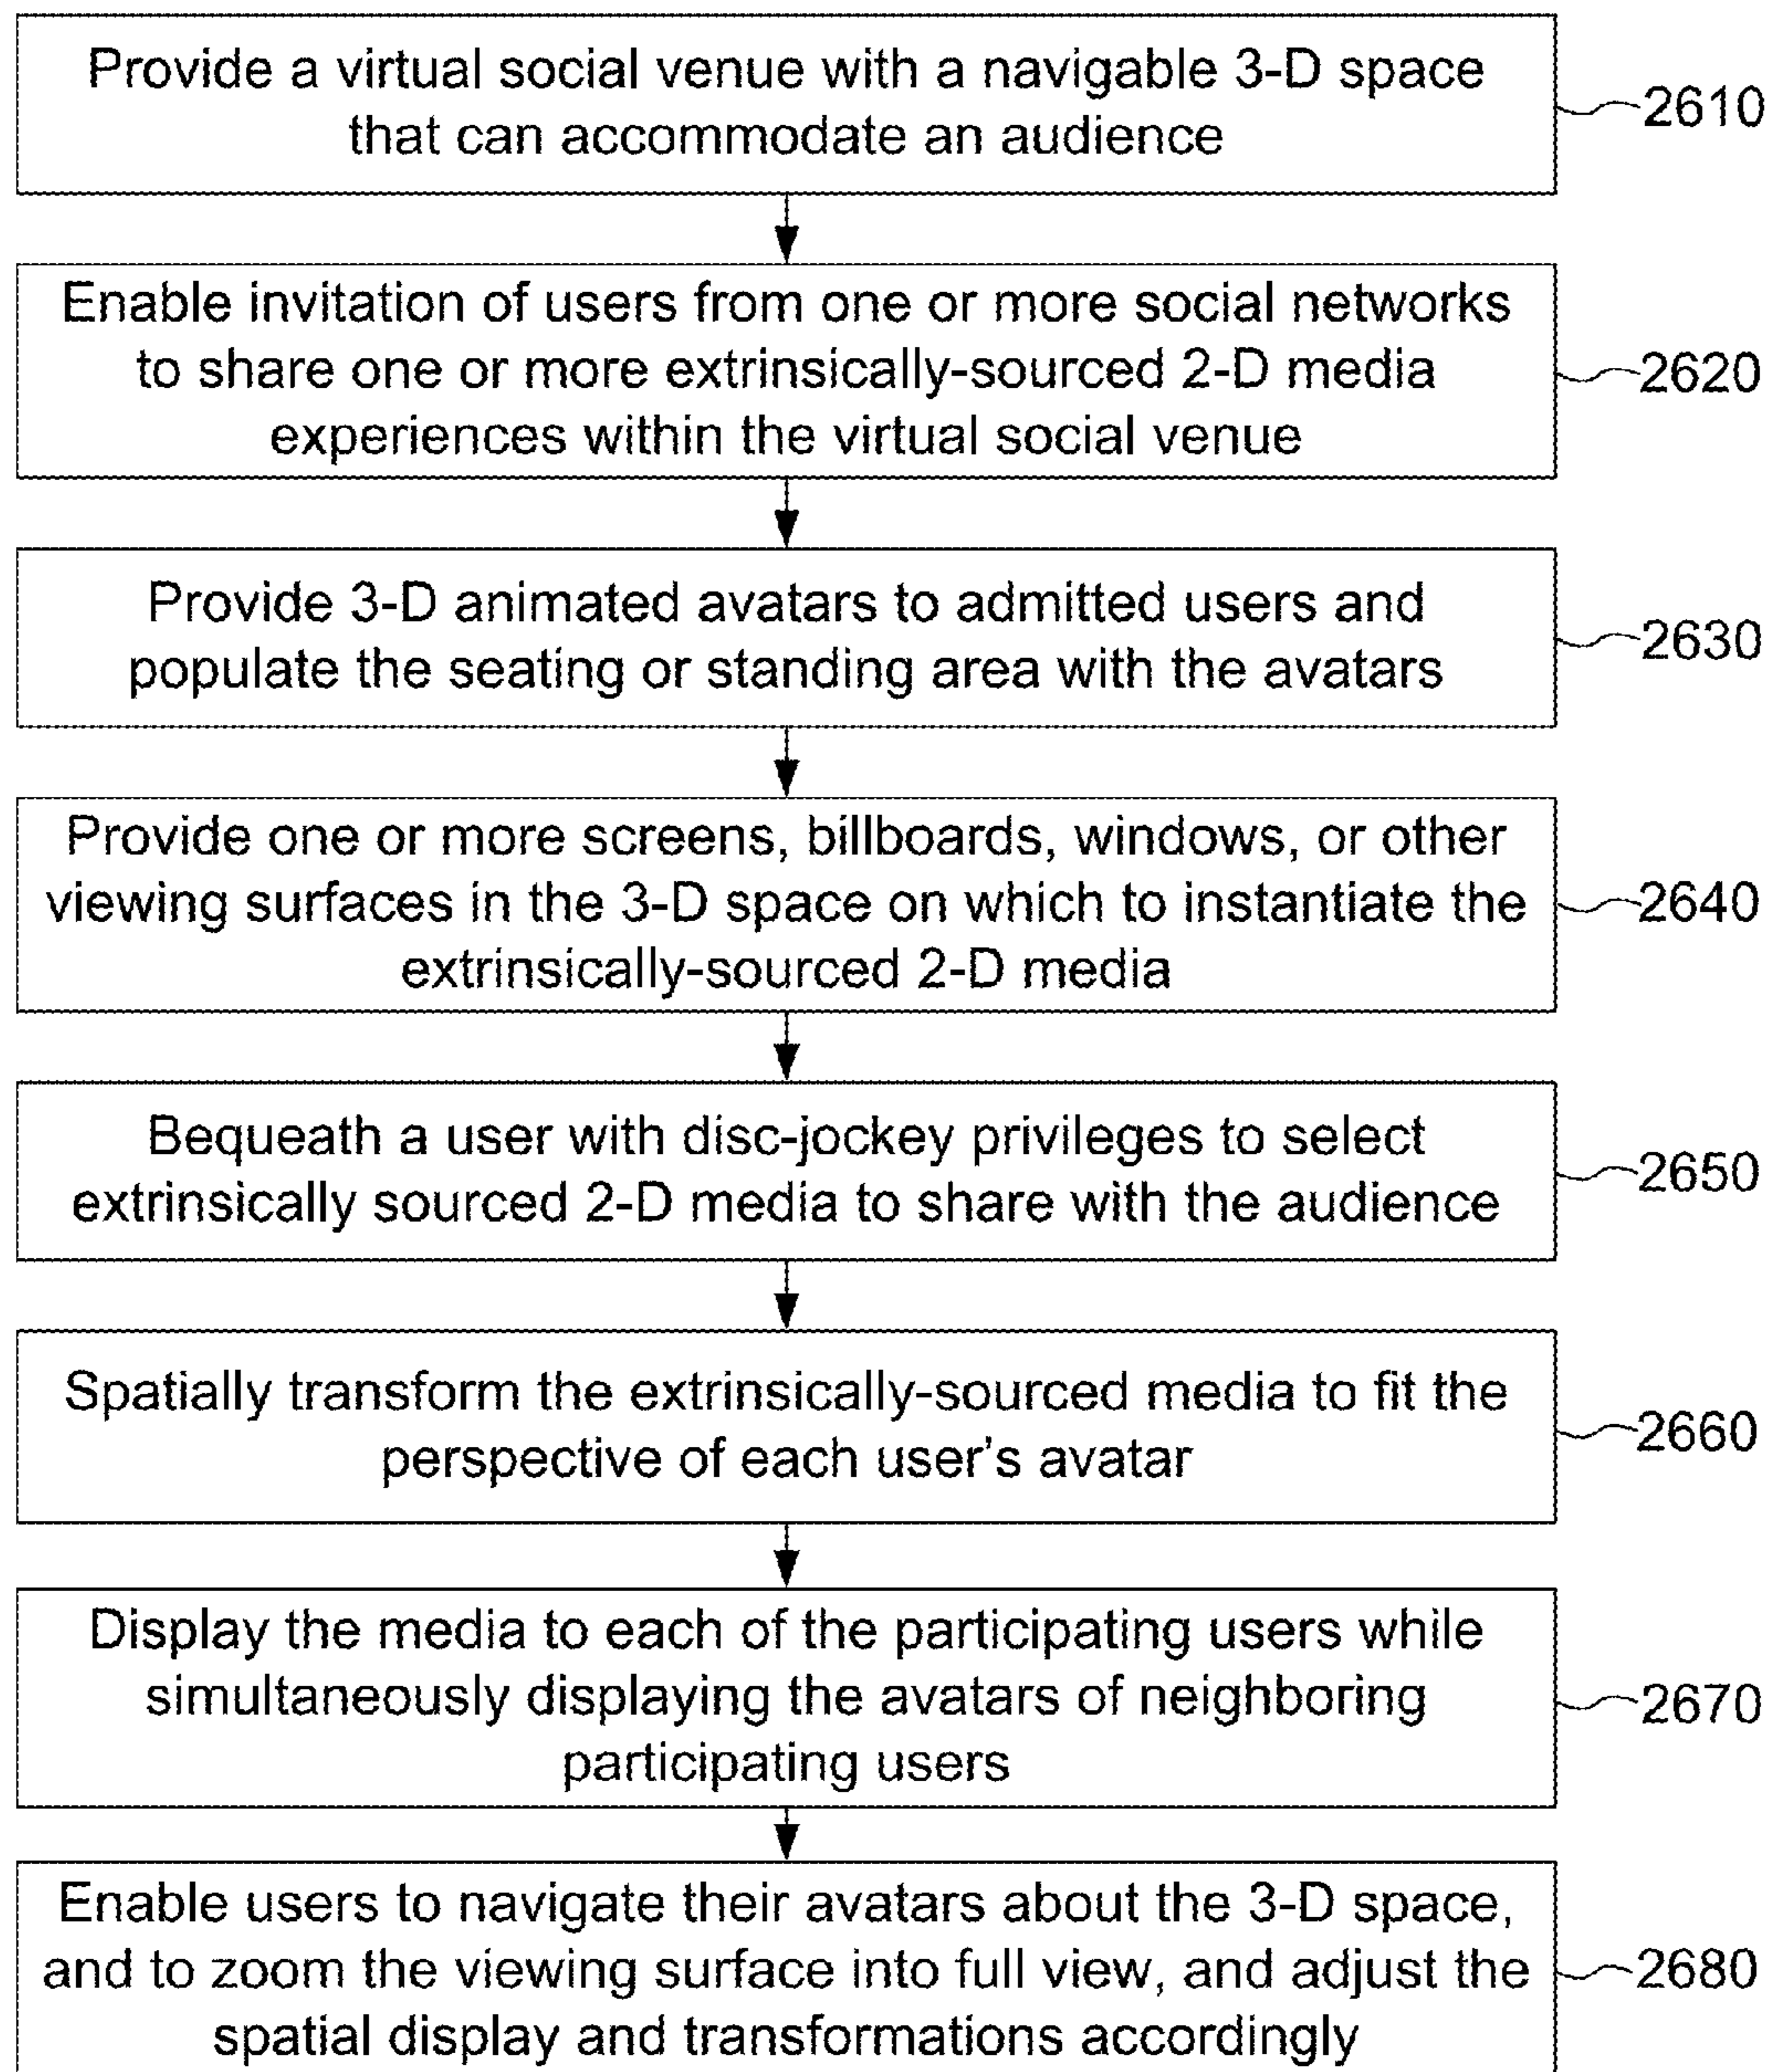 Provide a virtual social venue with a navigable 3-D space
that can accommodate an audience
2610
Enable invitation of users from one or more social networks
to share one or more extrinsically-sourced 2-D media
experiences within the virtual social venue
2620
Provide 3-D animated avatars to admitted users and
populate the seating or standing area with the avatars
2630
Provide one or more screens, billboards, windows, or other
viewing surfaces in the 3-D space on which to instantiate the
extrinsically-sourced 2-D media
2640
Bequeath a user with disc-jockey privileges to select
extrinsically sourced 2-D media to share with the audience
2650
Spatially transform the extrinsically-sourced media to fit the
perspective of each user's avatar
2660
Display the media to each of the participating users while
simultaneously displaying the avatars of neighboring
participating users
2670
Enable users to navigate their avatars about the 3-D space,
and to zoom the viewing surface into full view, and adjust the
spatial display and transformations accordingly
2680